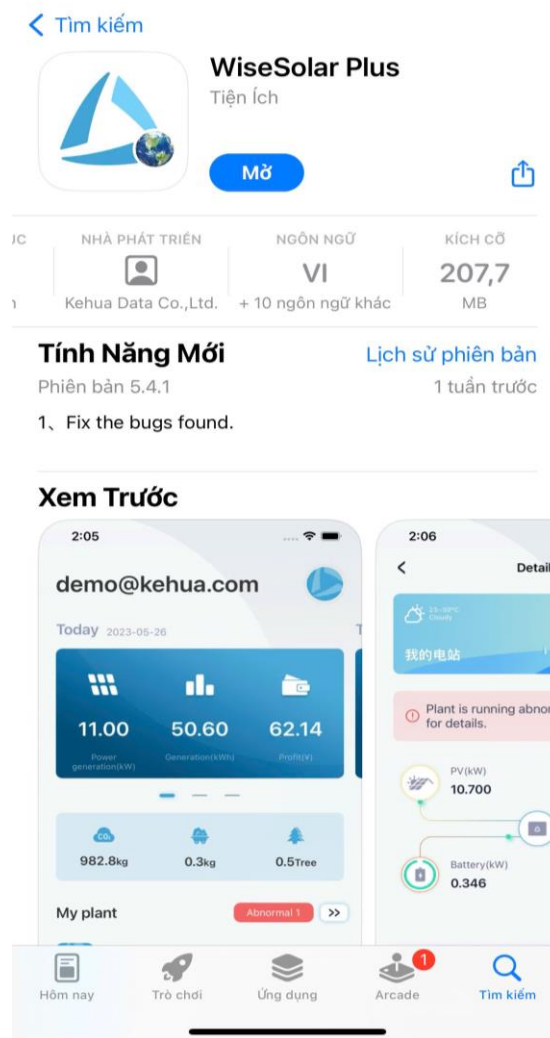 Tìm kiếm
WiseSolar Plus
Tiện Ích
Mở
NHÀ PHÁT TRIỂN
NGÔN NGỮ
KÍCH CỠ
VI
207,7
Kehua Data Co.,Ltd.
+ 10 ngôn ngữ khác
MB
Tính Năng Mới
Lịch sử phiên bản
Phiên bản 5.4.1
1 tuần trước
1、Fix the bugs found.
Xem Trước
2:05
demo@kehua.com
Today 2023-05-26
11.00
50.60
62.14
Power
generation(kW)
Generation(kWh)
Profit(¥)
CO₂
982.8kg
0.3kg
0.5Tree
My plant
Abnormal 1
>>
2:06
Detail
Cloudy
我的电站
Plant is running abnor
for details.
PV(kW)
10.700
Battery(kW)
0.346
Hôm nay
Trò chơi
Ứng dụng
Arcade
1
Tìm kiếm